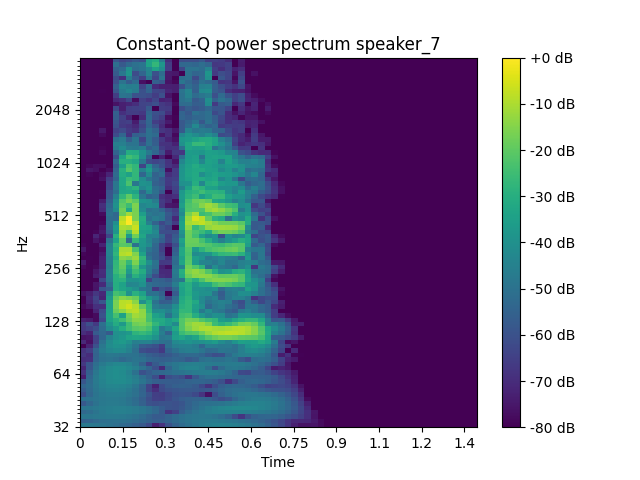 Constant-Q power spectrum speaker_7
+0 dB
-10 dB
-20 dB
-30 dB
-40 dB
-50 dB
-60 dB
-70 dB
-80 dB
2048
1024
512
256
128
64
32
Hz
0 0.15 0.3 0.45 0.6 0.75 0.9 1.1 1.2 1.4
Time